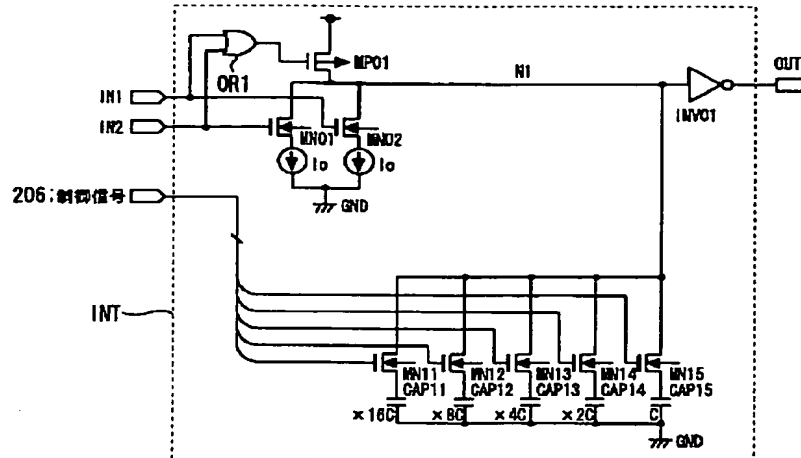 OR1
MP01
N1
OUT
IN1
IN2
INV01
MN01
MN02
Io
Io
GND
206;制御信号
INT
MN11
CAP11
×16C
MN12
CAP12
×8C
MN13
CAP13
×4C
MN14
CAP14
×2C
MN15
CAP15
C
GND